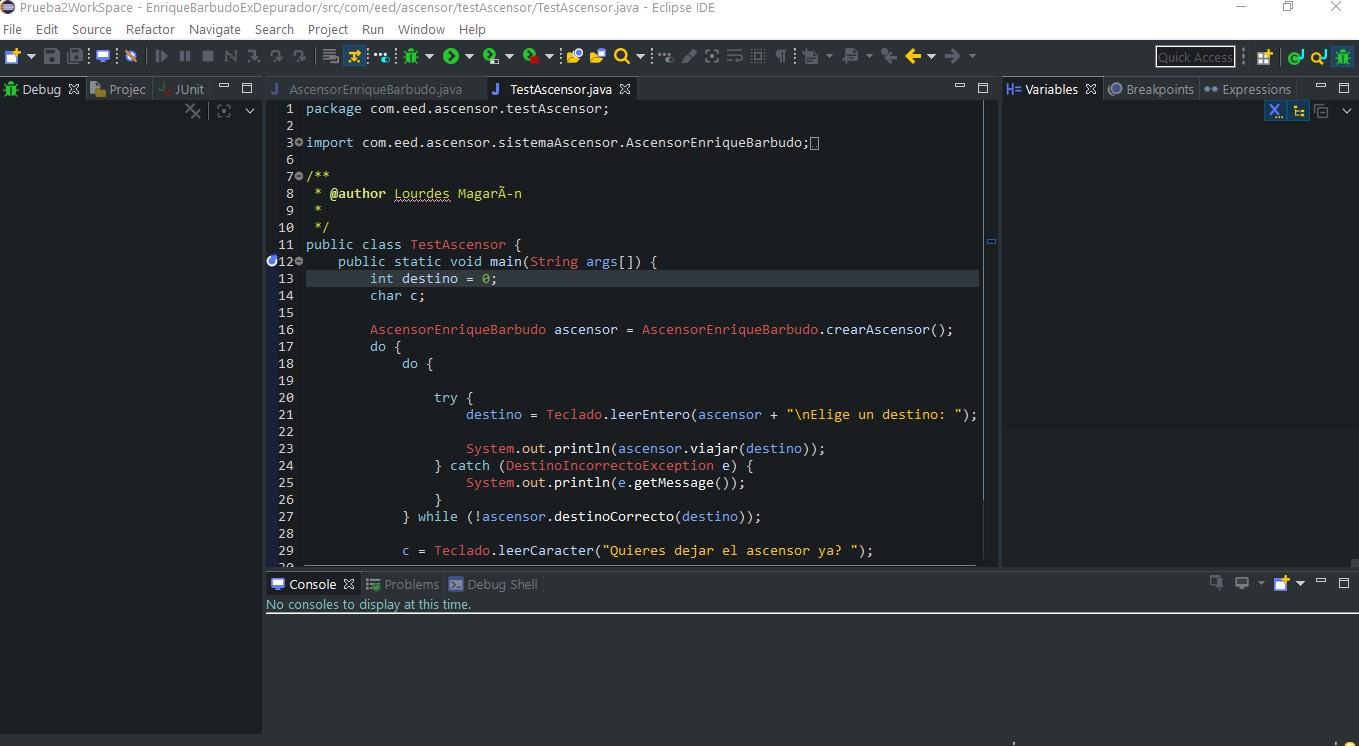 Prueba2WorkSpace - EnriqueBarbudoExDepurador/src/com/eed/ascensor/testAscensor/TestAscensor.java - Eclipse IDE
File Edit Source Refactor Navigate Search Project Run Window Help
Quick Access
Debug Projec JUnit
AscensorEnriqueBarbudo.java TestAscensor.java
Variables Breakpoints Expressions
1 package com.eed.ascensor.testAscensor;
2
3 import com.eed.ascensor.sistemaAscensor.AscensorEnriqueBarbudo;
6
7 /**
8 * @author Lourdes MagarÃ-n
9 *
10 */
11 public class TestAscensor {
12 public static void main(String args[]) {
13 int destino = 0;
14 char c;
15
16 AscensorEnriqueBarbudo ascensor = AscensorEnriqueBarbudo.crearAscensor();
17 do {
18 do {
19
20 try {
21 destino = Teclado.leerEntero(ascensor + "\nElige un destino: ");
22
23 System.out.println(ascensor.viajar(destino));
24 } catch (DestinoIncorrectoException e) {
25 System.out.println(e.getMessage());
26 }
27 } while (!ascensor.destinoCorrecto(destino));
28
29 c = Teclado.leerCaracter("Quieres dejar el ascensor ya? ");
Console Problems Debug Shell
No consoles to display at this time.